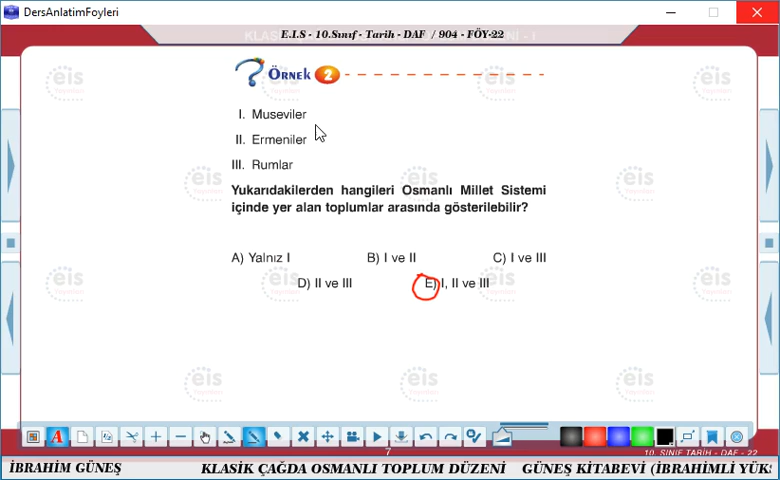 DersAnlatimFoyleri
E.I.S - 10.Sınıf - Tarih - DAF / 904 - FÖY-22
ÖRNEK 2
I. Museviler
II. Ermeniler
III. Rumlar
Yukarıdakilerden hangileri Osmanlı Millet Sistemi
içinde yer alan toplumlar arasında gösterilebilir?
A) Yalnız I B) I ve II C) I ve III
D) II ve III E) I, II ve III
7
10. SINIF TARİH - DAF - 22
İBRAHİM GÜNEŞ KLASİK ÇAĞDA OSMANLI TOPLUM DÜZENİ GÜNEŞ KİTABEVİ (İBRAHİMLİ YÜKS